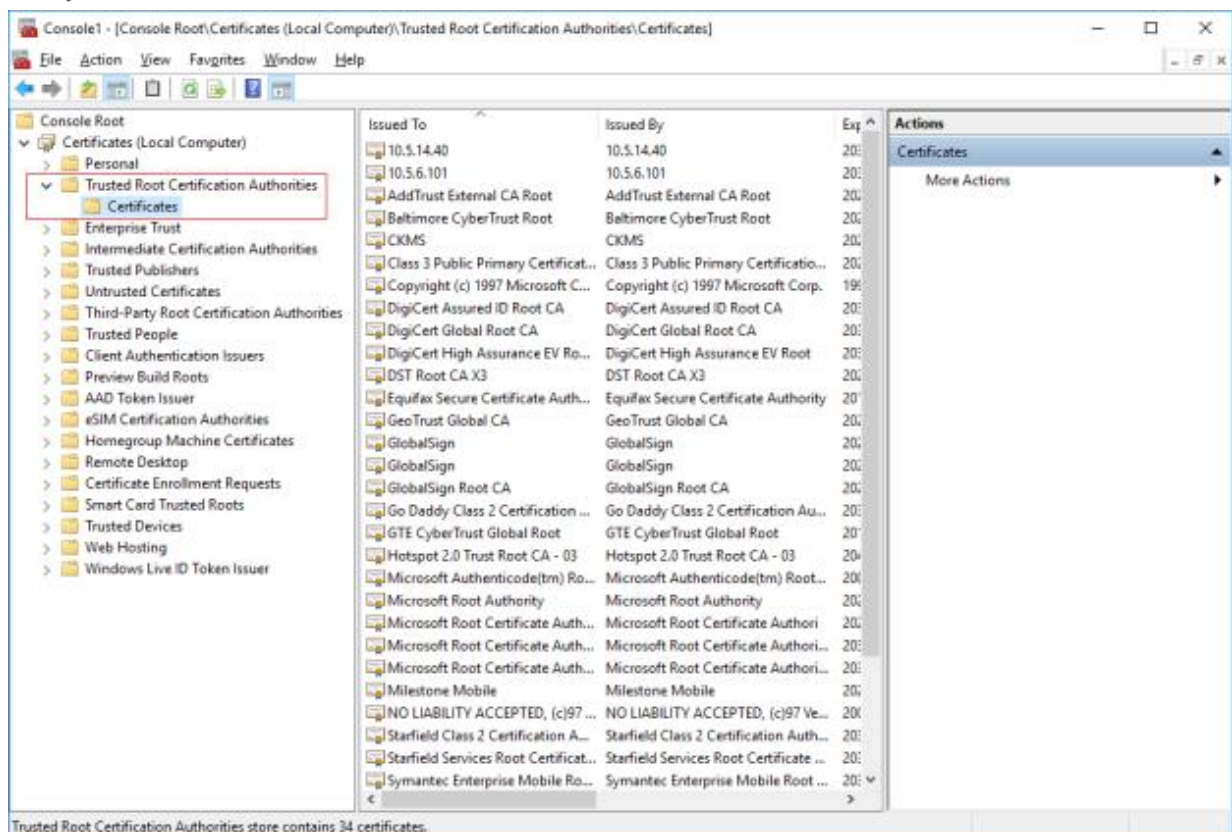 Console1 - [Console Root\Certificates (Local Computer)\Trusted Root Certification Authorities\Certificates]
File Action View Favorites Window Help
Console Root
Certificates (Local Computer)
Personal
Trusted Root Certification Authorities
Certificates
Enterprise Trust
Intermediate Certification Authorities
Trusted Publishers
Untrusted Certificates
Third-Party Root Certification Authorities
Trusted People
Client Authentication Issuers
Preview Build Roots
AAD Token Issuer
eSIM Certification Authorities
Homegroup Machine Certificates
Remote Desktop
Certificate Enrollment Requests
Smart Card Trusted Roots
Trusted Devices
Web Hosting
Windows Live ID Token Issuer
Issued To Issued By
10.5.14.40 10.5.14.40
10.5.6.101 10.5.6.101
AddTrust External CA Root AddTrust External CA Root
Baltimore CyberTrust Root Baltimore CyberTrust Root
CKMS CKMS
Class 3 Public Primary Certificat... Class 3 Public Primary Certificatio...
Copyright (c) 1997 Microsoft C... Copyright (c) 1997 Microsoft Corp.
DigiCert Assured ID Root CA DigiCert Assured ID Root CA
DigiCert Global Root CA DigiCert Global Root CA
DigiCert High Assurance EV Ro... DigiCert High Assurance EV Root
DST Root CA X3 DST Root CA X3
Equifax Secure Certificate Auth... Equifax Secure Certificate Authority
GeoTrust Global CA GeoTrust Global CA
GlobalSign GlobalSign
GlobalSign GlobalSign
GlobalSign Root CA GlobalSign Root CA
Go Daddy Class 2 Certification ... Go Daddy Class 2 Certification Au...
GTE CyberTrust Global Root GTE CyberTrust Global Root
Hotspot 2.0 Trust Root CA - 03 Hotspot 2.0 Trust Root CA - 03
Microsoft Authenticode(tm) Ro... Microsoft Authenticode(tm) Root...
Microsoft Root Authority Microsoft Root Authority
Microsoft Root Certificate Auth... Microsoft Root Certificate Authori
Microsoft Root Certificate Auth... Microsoft Root Certificate Authori...
Microsoft Root Certificate Auth... Microsoft Root Certificate Authori...
Milestone Mobile Milestone Mobile
NO LIABILITY ACCEPTED, (c)97 ... NO LIABILITY ACCEPTED, (c)97 Ve...
Starfield Class 2 Certification A... Starfield Class 2 Certification Auth...
Starfield Services Root Certificat... Starfield Services Root Certificate ...
Symantec Enterprise Mobile Ro... Symantec Enterprise Mobile Root ...
Actions
Certificates
More Actions
Trusted Root Certification Authorities store contains 34 certificates.